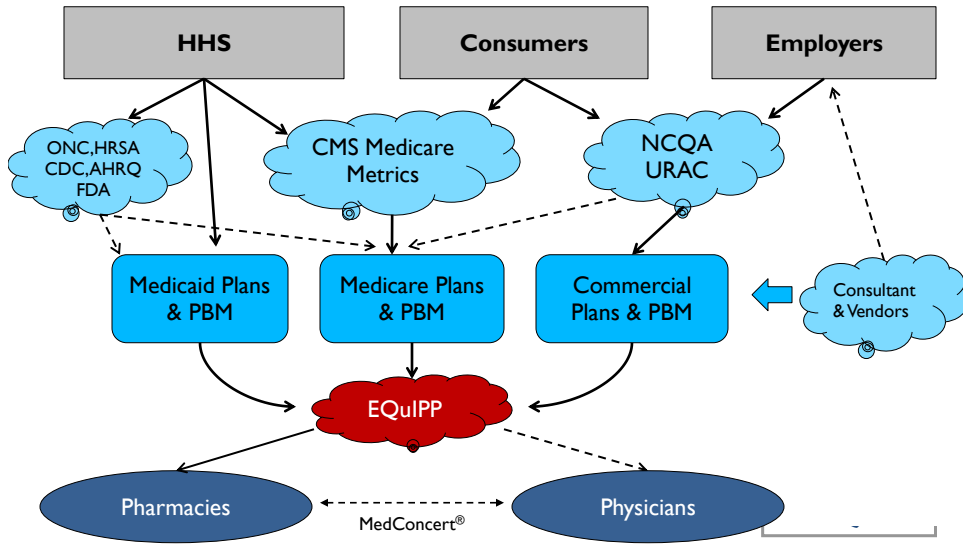 HHS
Consumers
Employers
ONC,HRSA
CDC,AHRQ
FDA
CMS Medicare
Metrics
NCQA
URAC
Medicaid Plans
& PBM
Medicare Plans
& PBM
Commercial
Plans & PBM
Consultant
& Vendors
EQuIPP
Pharmacies
Physicians
MedConcert®